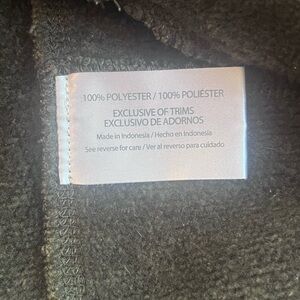 100% POLYESTER / 100% POLIÉSTER
EXCLUSIVE OF TRIMS
EXCLUSIVO DE ADORNOS
Made in Indonesia / Hecho en Indonesia
See reverse for care / Ver al reverso para cuidado